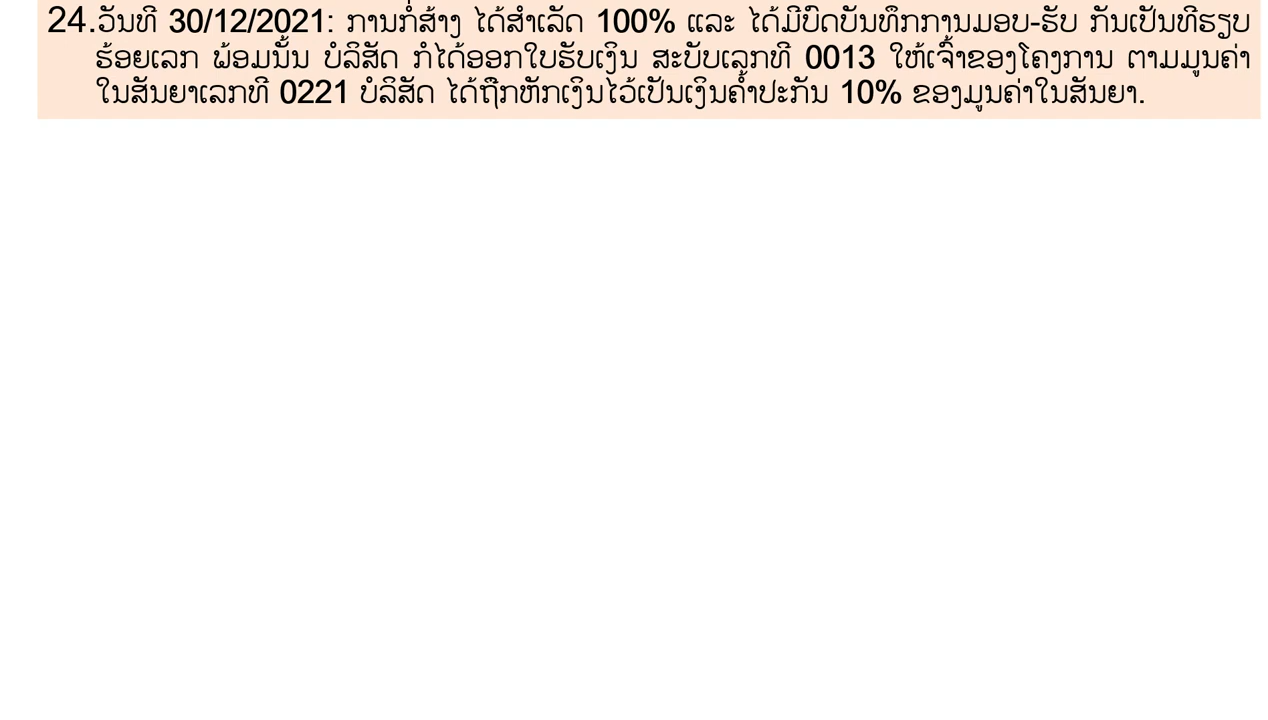 24.ວັນທີ 30/12/2021: ການກໍ່ສ້າງ ໄດ້ສໍາເລັດ 100% ແລະ ໄດ້ມີບົດບັນທຶກການມອບ-ຮັບ ກັນເປັນທີຮຽບ
ຮ້ອຍເລກ ພ້ອມນັ້ນ ບໍລິສັດ ກໍໄດ້ອອກໃບຮັບເງິນ ສະບັບເລກທີ 0013 ໃຫ້ເຈົ້າຂອງໂຄງການ ຕາມມູນຄ່າ
ໃນສັນຍາເລກທີ 0221 ບໍລິສັດ ໄດ້ຖືກຫັກເງິນໄວ້ເປັນເງິນຄໍ້າປະກັນ 10% ຂອງມູນຄ່າໃນສັນຍາ.